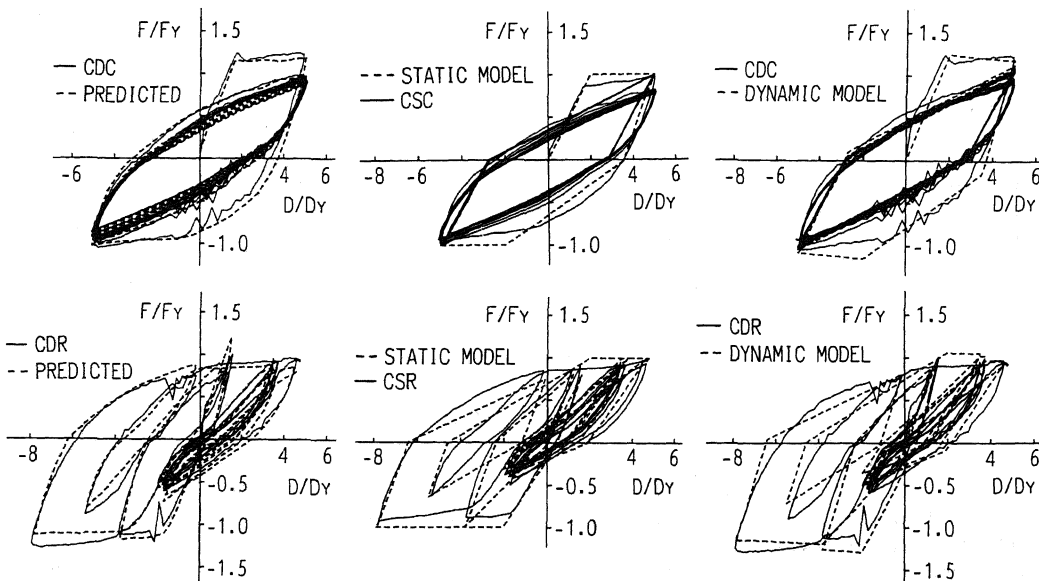 F/FY 1.5
— CDC
-- PREDICTED
-6 4 6
D/DY
-1.0
F/FY 1.5
--- STATIC MODEL
— CSC
4 6
D/DY
-1.0
F/FY 1.5
— CDC
--- DYNAMIC MODEL
4 6
D/DY
-1.0
F/FY 1.5
— CDR
-- PREDICTED
-8 4 6
-0.5 D/DY
-1.0
-1.5
F/FY 1.5
-- STATIC MODEL
— CSR
-8 4 6
-0.5 D/DY
-1.0
F/FY 1.5
— CDR
--- DYNAMIC MODEL
-8 4 6
-0.5 D/DY
-1.0
-1.5